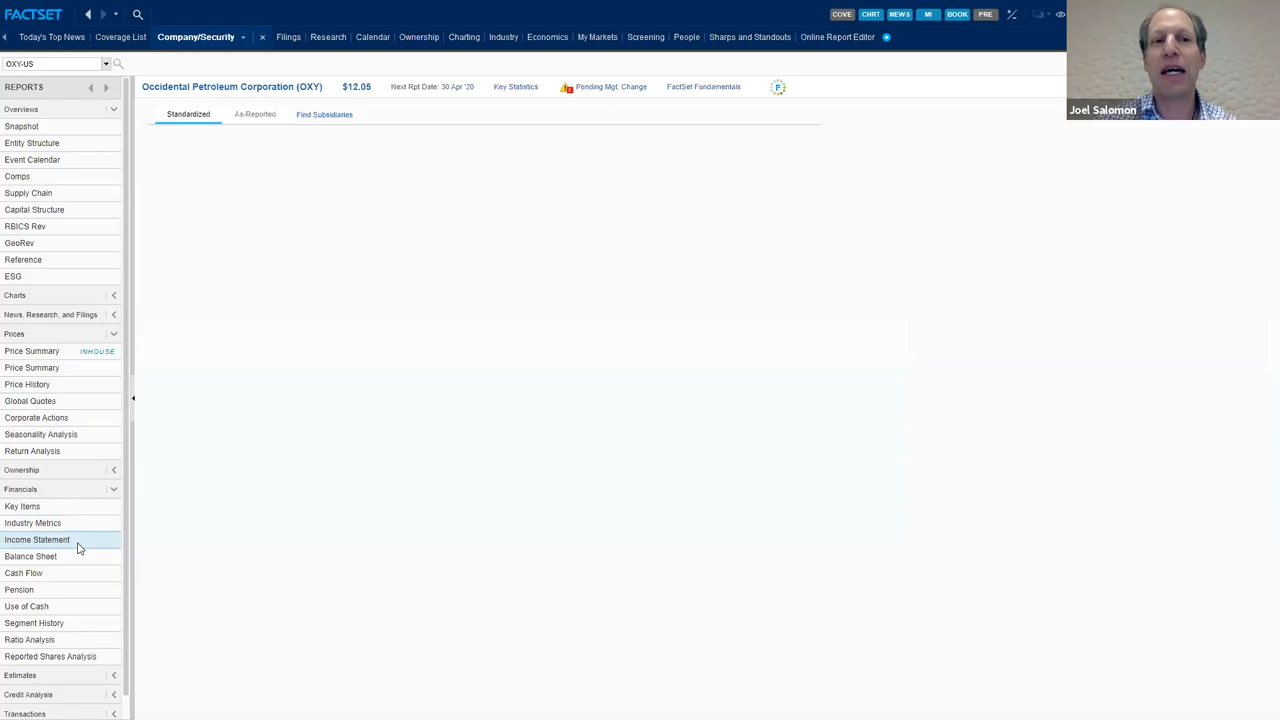 FACTSET
COVE CHRT NEWS MI BOOK PRE
Today's Top News Coverage List Company/Security Filings Research Calendar Ownership Charting Industry Economics My Markets Screening People Sharps and Standouts Online Report Editor
OXY-US
REPORTS
Occidental Petroleum Corporation (OXY) $12.05 Next Rpt Date: 30 Apr '20 Key Statistics Pending Mgt. Change FactSet Fundamentals F
Joel Salomon
Standardized As-Reported Find Subsidiaries
Overviews
Snapshot
Entity Structure
Event Calendar
Comps
Supply Chain
Capital Structure
RBICS Rev
GeoRev
Reference
ESG
Charts
News, Research, and Filings
Prices
Price Summary INHOUSE
Price Summary
Price History
Global Quotes
Corporate Actions
Seasonality Analysis
Return Analysis
Ownership
Financials
Key Items
Industry Metrics
Income Statement
Balance Sheet
Cash Flow
Pension
Use of Cash
Segment History
Ratio Analysis
Reported Shares Analysis
Estimates
Credit Analysis
Transactions